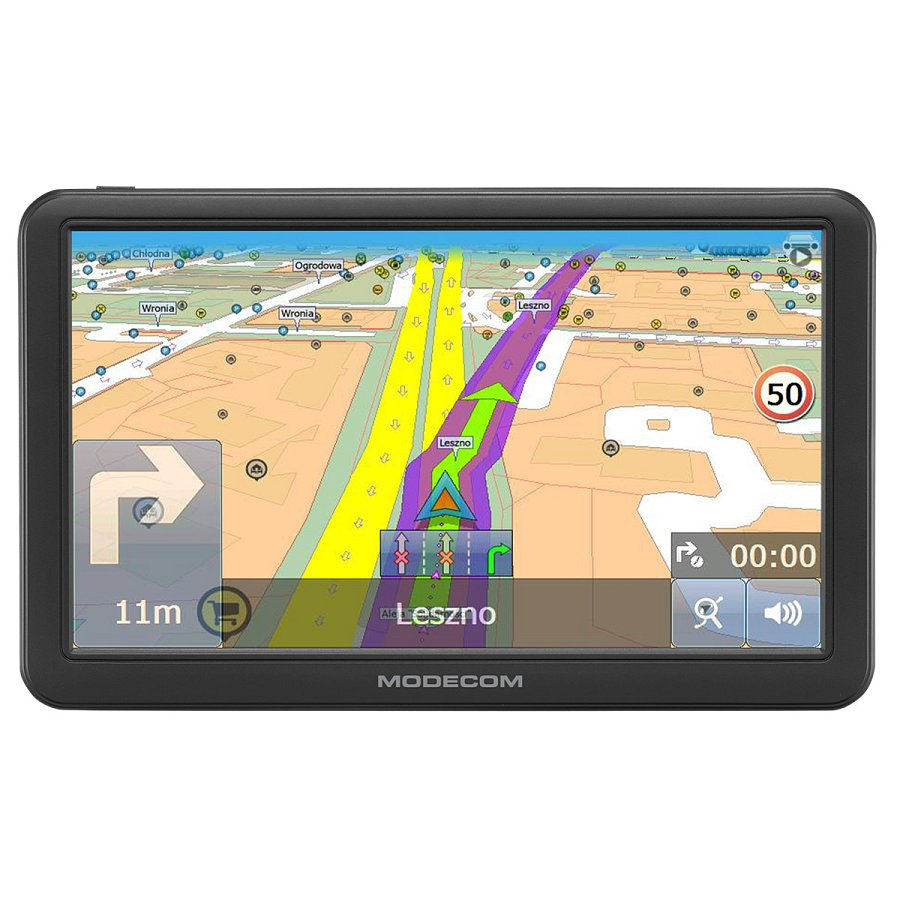 Chłodna
Ogrodowa
Wronia
Wronia
Leszno
50
Leszno
00:00
11m
Leszno
MODECOM